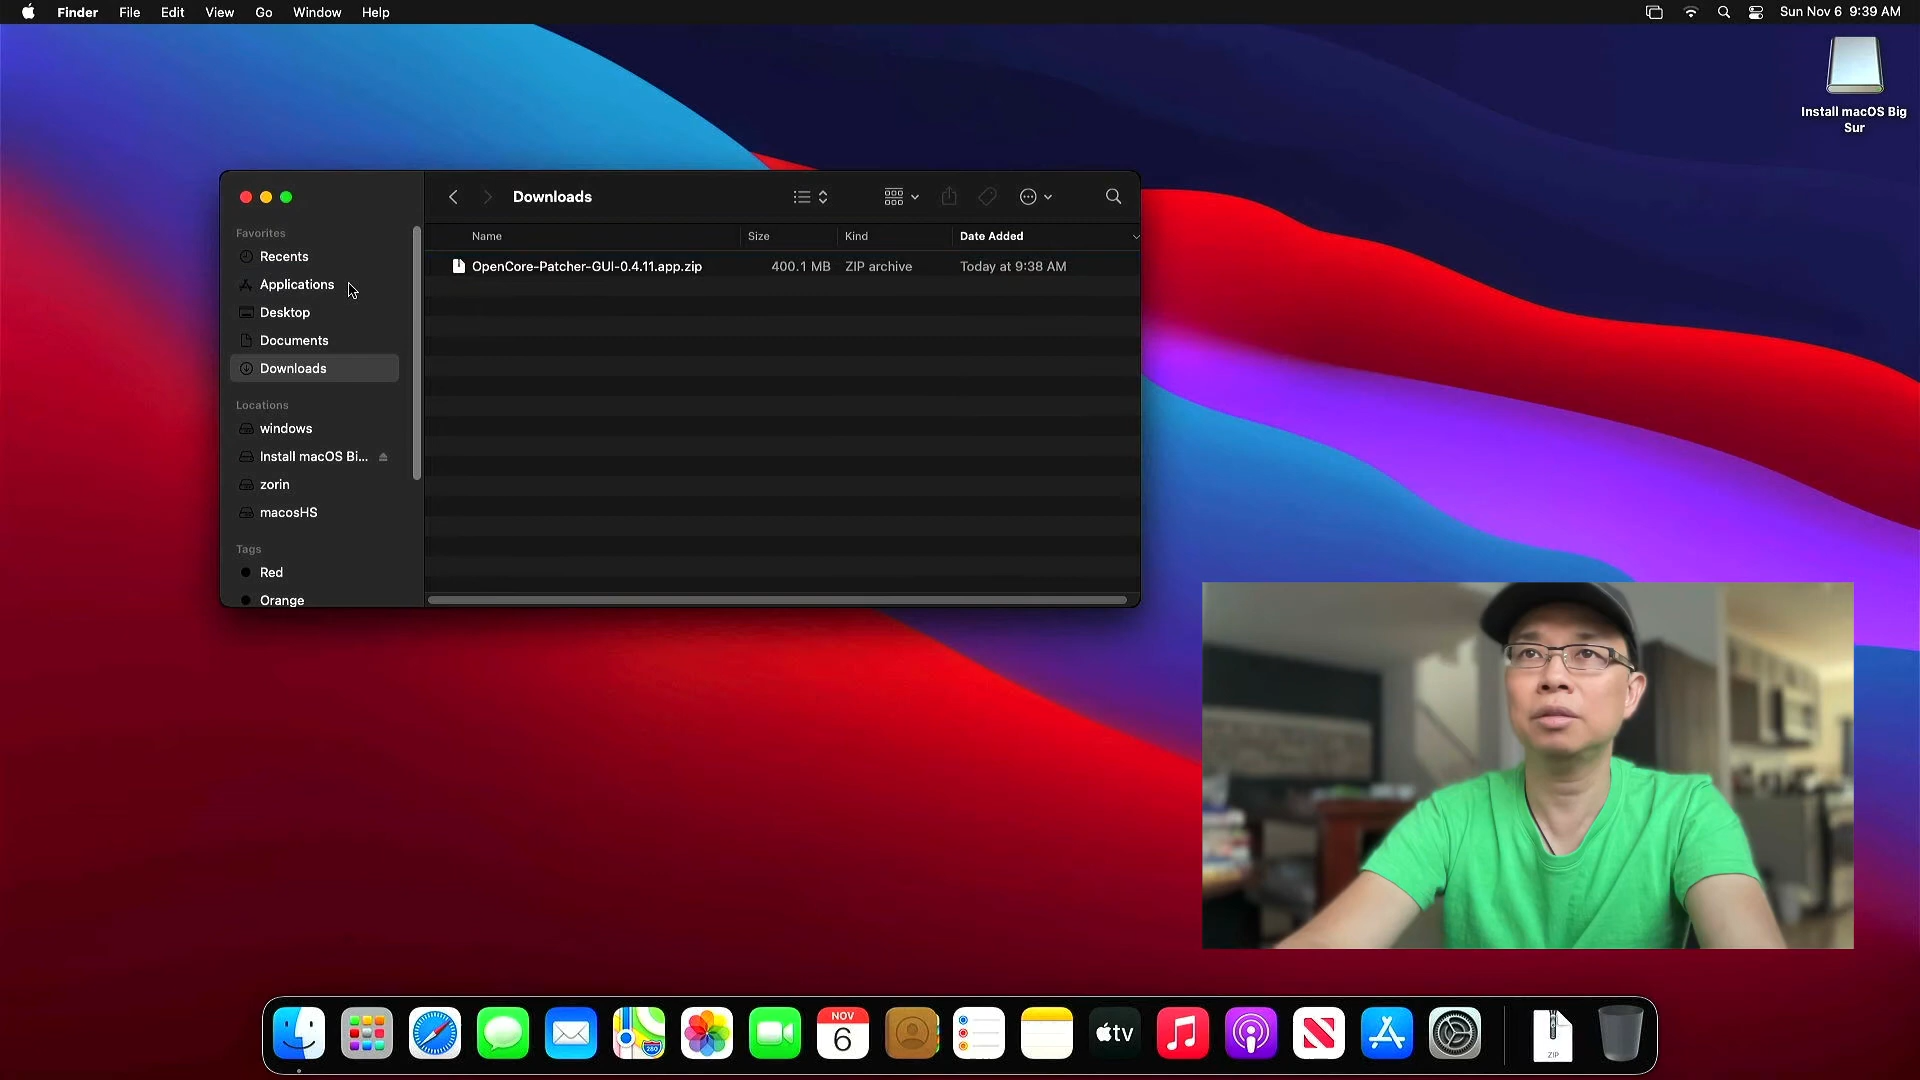 Finder File Edit View Go Window Help
Sun Nov 6 9:39 AM
Install macOS Big
Sur
Downloads
Favorites
Recents
Applications
Desktop
Documents
Downloads
Locations
windows
Install macOS Bi...
zorin
macosHS
Tags
Red
Orange
Name Size Kind Date Added
OpenCore-Patcher-GUI-0.4.11.app.zip 400.1 MB ZIP archive Today at 9:38 AM
NOV
6
280
tv
ZIP